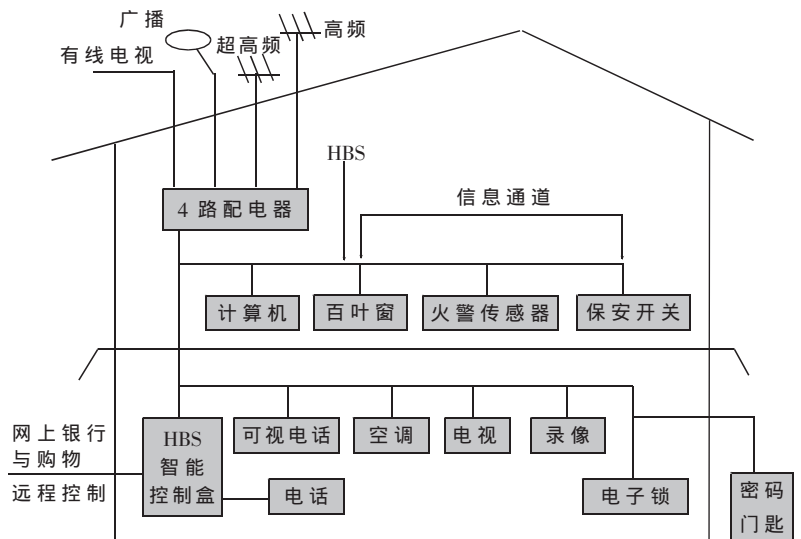 广播
有线电视
超高频
高频
HBS
4 路配电器
信息通道
计算机
百叶窗
火警传感器
保安开关
网上银行
与购物
远程控制
HBS
智能
控制盒
可视电话
空调
电视
录像
电话
电子锁
密码
门匙